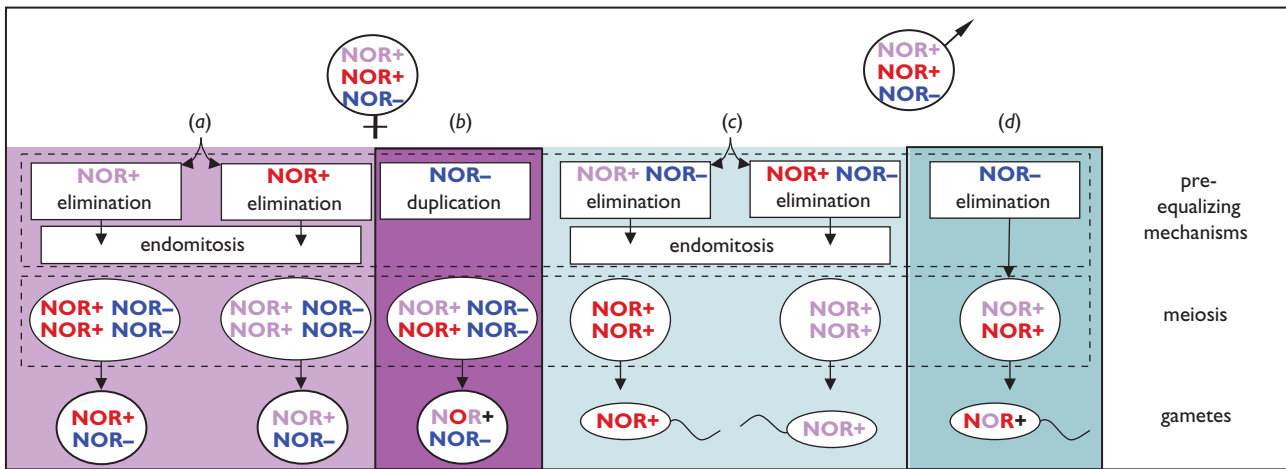 NOR+
NOR+
NOR–
NOR+
NOR+
NOR–
(a)
(b)
(c)
(d)
NOR+
elimination
NOR+
elimination
NOR–
duplication
NOR+ NOR–
elimination
NOR+ NOR–
elimination
NOR–
elimination
pre-
equalizing
mechanisms
endomitosis
endomitosis
NOR+ NOR–
NOR+ NOR–
NOR+ NOR–
NOR+ NOR–
NOR+ NOR–
NOR+ NOR–
NOR+
NOR+
NOR+
NOR+
NOR+
NOR+
meiosis
NOR+
NOR–
NOR+
NOR–
NOR+
NOR–
NOR+
NOR+
NOR+
gametes